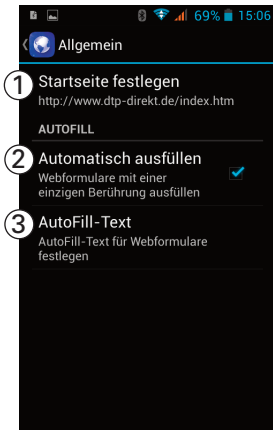 69% 15:06
Allgemein
1 Startseite festlegen
http://www.dtp-direkt.de/index.htm
AUTOFILL
2 Automatisch ausfüllen
Webformulare mit einer
einzigen Berührung ausfüllen
3 AutoFill-Text
AutoFill-Text für Webformulare
festlegen